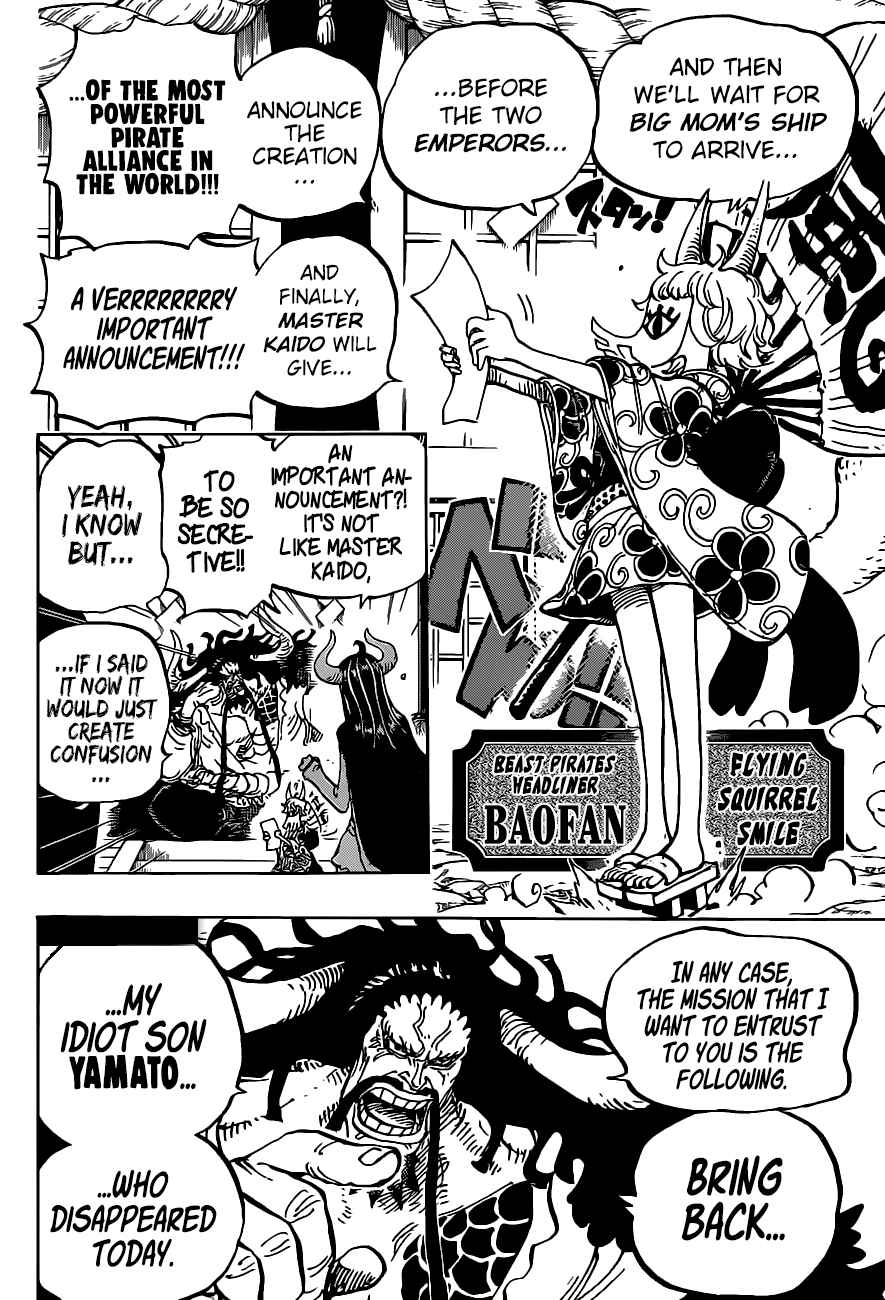 AND THEN
WE'LL WAIT FOR
BIG MOM'S SHIP
TO ARRIVE...
...BEFORE
THE TWO
EMPERORS...
ANNOUNCE
THE
CREATION
...
...OF THE MOST
POWERFUL
PIRATE
ALLIANCE IN
THE WORLD!!!
AND
FINALLY,
MASTER
KAIDO WILL
GIVE...
A VERRRRRRRRY
IMPORTANT
ANNOUNCEMENT!!!
スタッ!
BEAST PIRATES
HEADLINER
BAOFAN
FLYING
SQUIRREL
SMILE
AN
IMPORTANT AN-
NOUNCEMENT?!
IT'S NOT
LIKE MASTER
KAIDO,
TO
BE SO
SECRE-
TIVE!!
YEAH,
I KNOW
BUT...
...IF I SAID
IT NOW IT
WOULD JUST
CREATE
CONFUSION
...
IN ANY CASE,
THE MISSION THAT I
WANT TO ENTRUST
TO YOU IS THE
FOLLOWING.
BRING
BACK...
...MY
IDIOT SON
YAMATO...
...WHO
DISAPPEARED
TODAY.